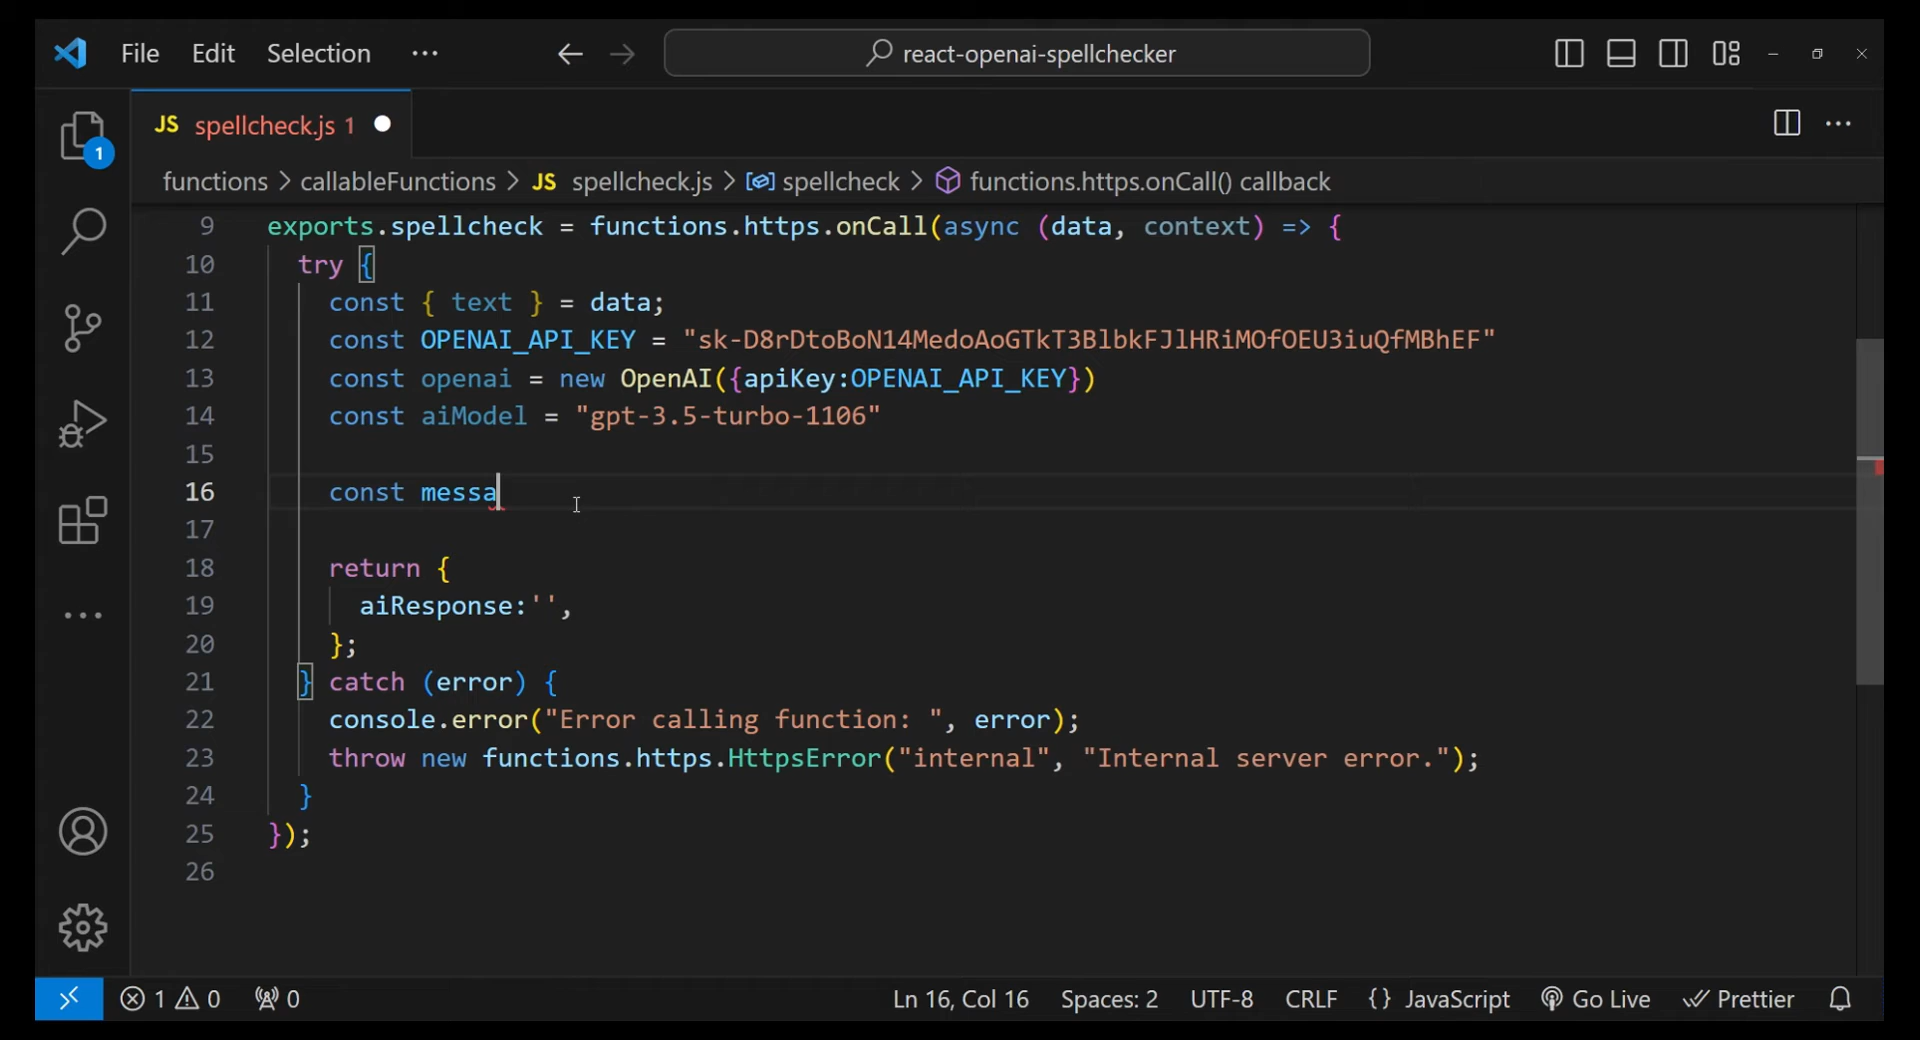 File Edit Selection ··· react-openai-spellchecker
JS spellcheck.js 1
functions > callableFunctions > JS spellcheck.js > spellcheck > functions.https.onCall() callback
9 exports.spellcheck = functions.https.onCall(async (data, context) => {
10 try {
11 const { text } = data;
12 const OPENAI_API_KEY = "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"
13 const openai = new OpenAI({apiKey:OPENAI_API_KEY})
14 const aiModel = "gpt-3.5-turbo-1106"
15
16 const messa
17
18 return {
19 aiResponse:'',
20 };
21 } catch (error) {
22 console.error("Error calling function: ", error);
23 throw new functions.https.HttpsError("internal", "Internal server error.");
24 }
25 });
26
1
1 0 0 Ln 16, Col 16 Spaces: 2 UTF-8 CRLF {} JavaScript Go Live Prettier